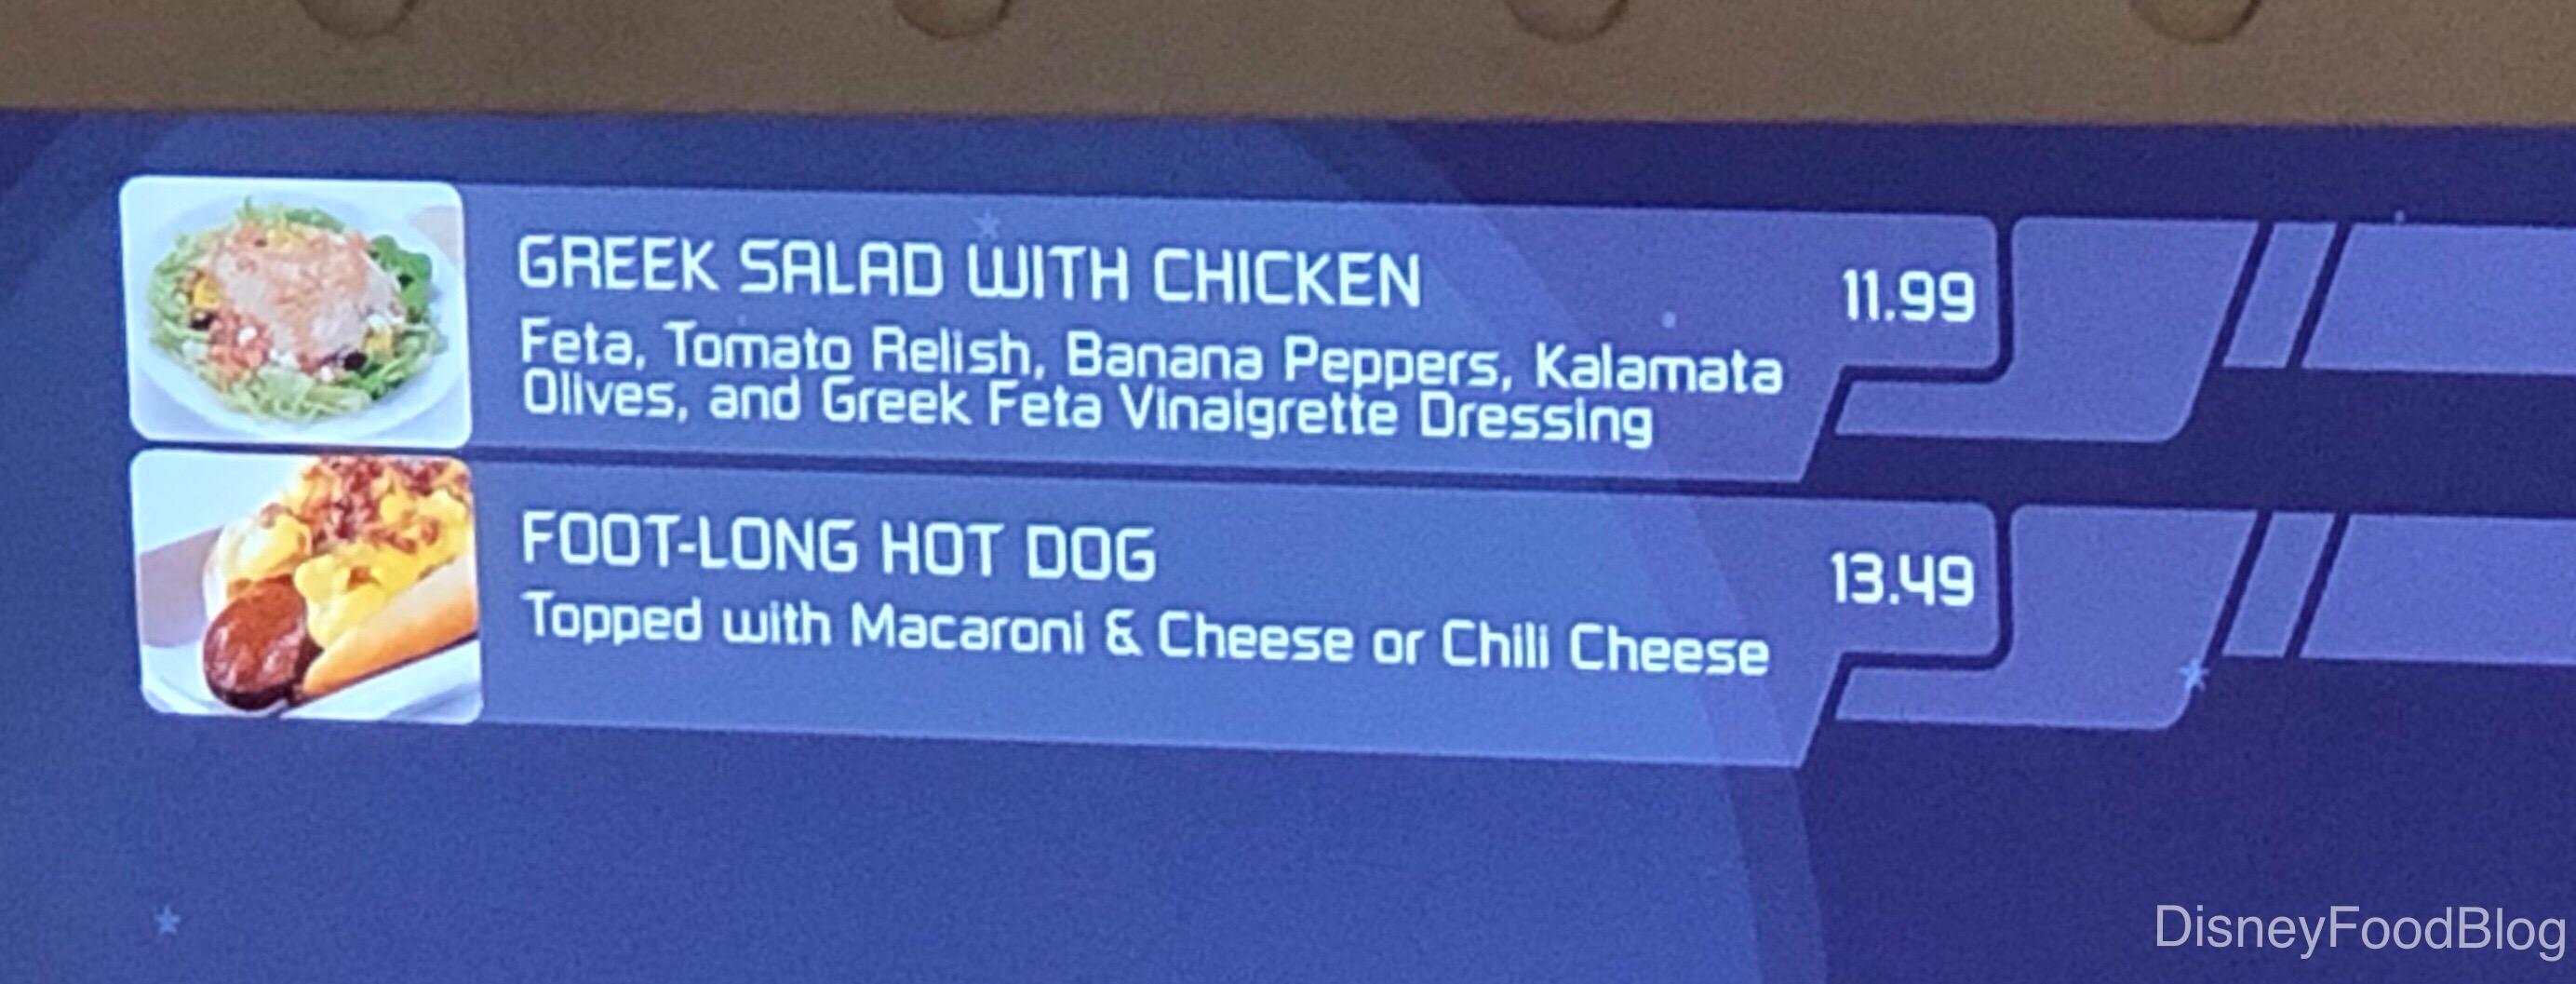 GREEK SALAD WITH CHICKEN
11.99
Feta, Tomato Relish, Banana Peppers, Kalamata
Olives, and Greek Feta Vinaigrette Dressing
FOOT-LONG HOT DOG
13.49
Topped with Macaroni & Cheese or Chili Cheese
DisneyFoodBlog